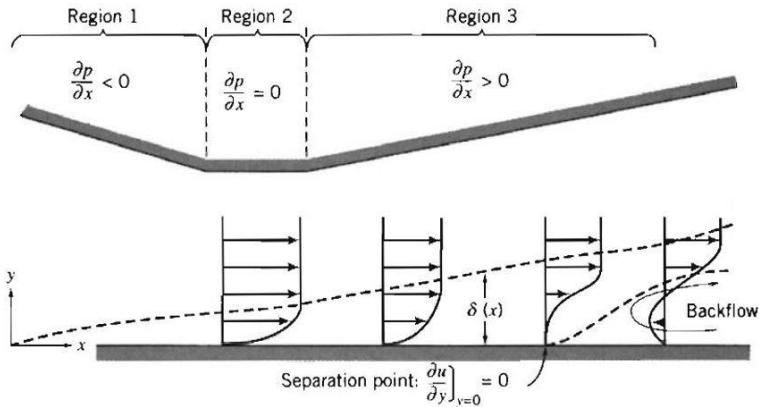 Region 1 Region 2 Region 3
∂p/∂x < 0 ∂p/∂x = 0 ∂p/∂x > 0
y
δ (x)
Backflow
x
Separation point: ∂u/∂y]y=0 = 0